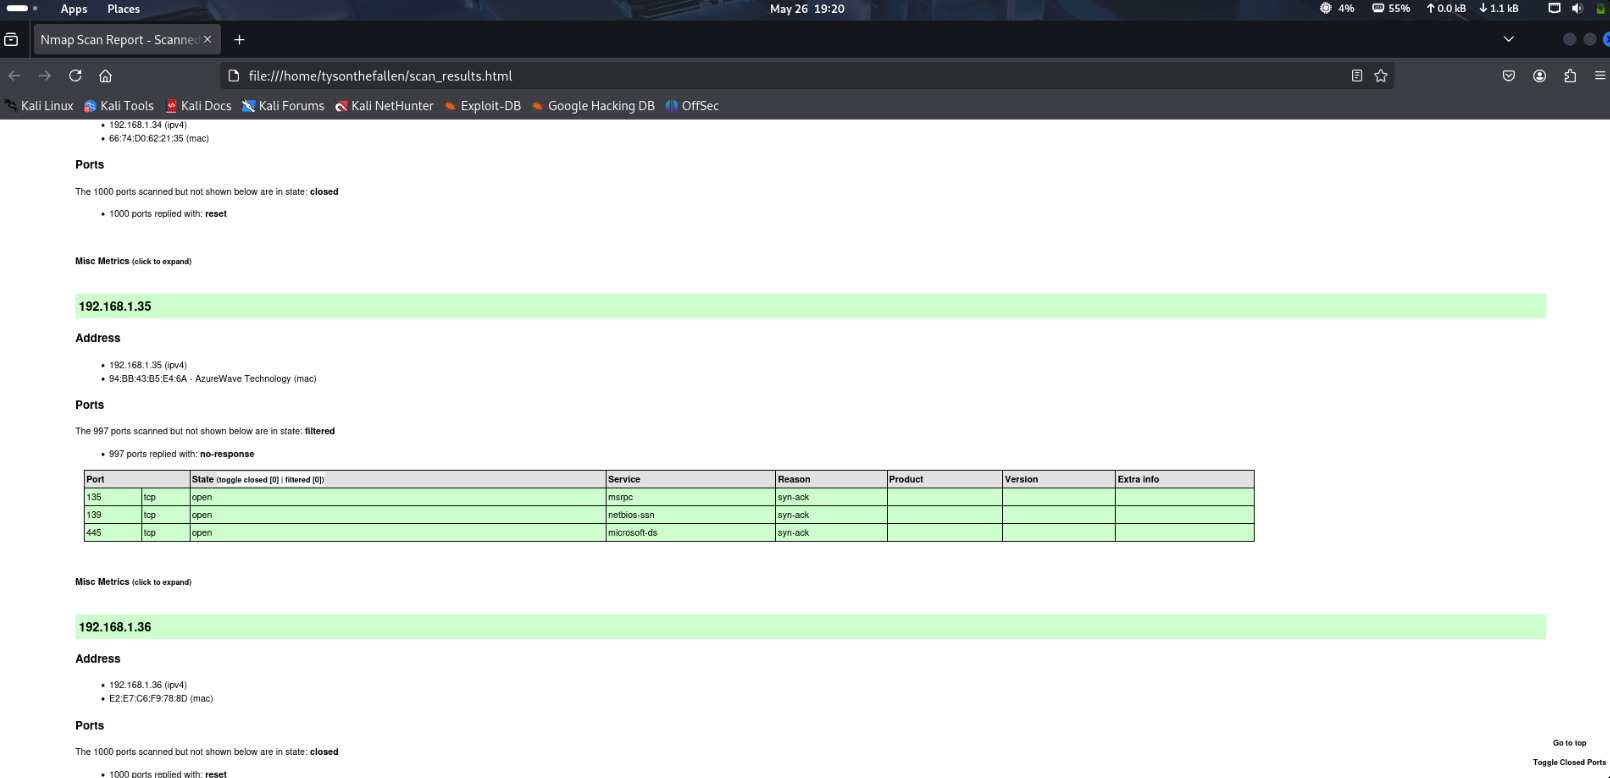 Apps Places May 26 19:20 4% 55% 0.0 kB 1.1 kB
Nmap Scan Report - Scanned
file:///home/tysonthefallen/scan_results.html
Kali Linux Kali Tools Kali Docs Kali Forums Kali NetHunter Exploit-DB Google Hacking DB OffSec
• 192.168.1.34 (ipv4)
• 66:74:D0:62:21:35 (mac)
Ports
The 1000 ports scanned but not shown below are in state: closed
• 1000 ports replied with: reset
Misc Metrics (click to expand)
192.168.1.35
Address
• 192.168.1.35 (ipv4)
• 94:BB:43:B5:E4:6A - AzureWave Technology (mac)
Ports
The 997 ports scanned but not shown below are in state: filtered
• 997 ports replied with: no-response
Port State (toggle closed [0] | filtered [0]) Service Reason Product Version Extra info
135 tcp open msrpc syn-ack
139 tcp open netbios-ssn syn-ack
445 tcp open microsoft-ds syn-ack
Misc Metrics (click to expand)
192.168.1.36
Address
• 192.168.1.36 (ipv4)
• E2:E7:C6:F9:78:8D (mac)
Ports
The 1000 ports scanned but not shown below are in state: closed
• 1000 ports replied with: reset
Go to top
Toggle Closed Ports